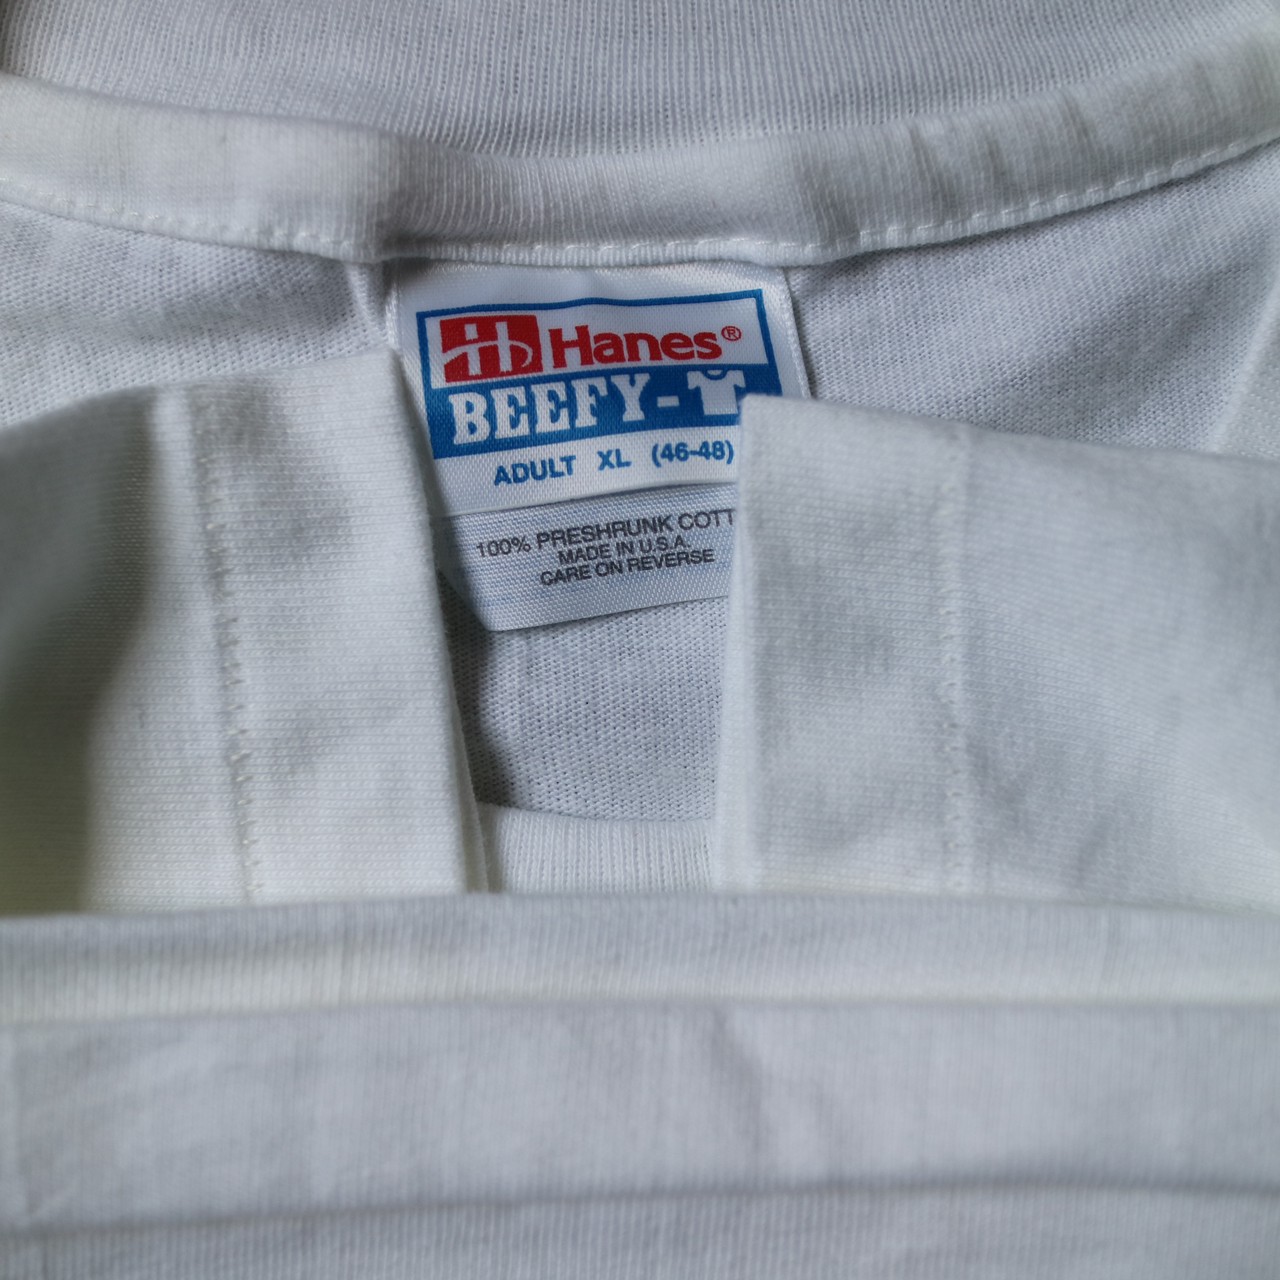 Hanes®
BEEFY-T
ADULT XL (46-48)
100% PRESHRUNK COTT
MADE IN U.S.A.
CARE ON REVERSE